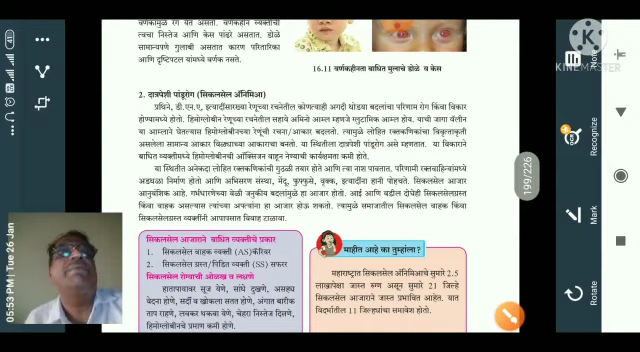 वर्णकामुळे रंग येत असतो. वर्णकहीन व्यक्तीची
त्वचा निस्तेज आणि केस पांढरे असतात. डोळे
सामान्यपणे गुलाबी असतात कारण परितारिका
आणि दृष्टिपटल यांमध्ये वर्णक नसते.
16.11 वर्णकहीनता बाधित मुलाचे डोळे व केस
2. दात्रपेशी पांडूरोग (सिकलसेल ॲनिमिआ)
प्रथिने, डी.एन.ए. इत्यादींसारख्या रेणूच्या रचनेतील कोणत्याही अगदी थोड्या बदलांचा परिणाम रोग किंवा विकार
होण्यामध्ये होतो. हिमोग्लोबीन रेणूच्या रचनेतील सहावे अमिनो आम्ल म्हणजे ग्लुटामिक आम्ल होय. याची जागा वॅलीन
या आम्लाने घेतल्यास हिमोग्लोबीनच्या रेणूंची रचना/आकार बदलतो. त्यामुळे लोहित रक्तकणिकांचा द्विवृत्ताकृती
असलेला सामान्य आकार विळ्याच्या आकाराचा बनतो. या स्थितीला दात्रपेशी पांडूरोग असे म्हणतात. या विकाराने
बाधित व्यक्तींमध्ये हिमोग्लोबीनची ऑक्सिजन वाहून नेण्याची कार्यक्षमता कमी होते.
या स्थितीत अनेकदा लोहित रक्तकणिकांची गुठळी तयार होते आणि त्या नाश पावतात. परिणामी रक्तवाहिन्यांमध्ये
अडथळा निर्माण होतो आणि अभिसरण संस्था, मेंदू, फुफ्फुसे, वृक्क, इत्यादींना हानी पोहचते. सिकलसेल आजार
आनुवंशिक आहे. गर्भधारणेच्या वेळी जनुकीय बदलांमुळे हा आजार होतो. आई आणि वडील दोघेही सिकलसेलग्रस्त
किंवा वाहक असल्यास त्यांच्या अपत्यांना हा आजार होऊ शकतो. त्यामुळे समाजातील सिकलसेल वाहक किंवा
सिकलसेलग्रस्त व्यक्तींनी आपापसात विवाह टाळावा.
सिकलसेल आजाराने बाधित व्यक्तीचे प्रकार
1. सिकलसेल वाहक व्यक्ती (AS) कॅरिअर
2. सिकलसेल ग्रस्त/पिडित व्यक्ती (SS) सफरर
सिकलसेल रोगाची ओळख व लक्षणे
हातापायावर सूज येणे, सांधे दुखणे, असह्य
वेदना होणे, सर्दी व खोकला सतत होणे, अंगात बारीक
ताप राहणे, लवकर थकवा येणे, चेहरा निस्तेज दिसणे,
हिमोग्लोबीनचे प्रमाण कमी होणे.
माहीत आहे का तुम्हांला?
महाराष्ट्रात सिकलसेल ॲनिमिआचे सुमारे 2.5
लाखापेक्षा जास्त रुग्ण असून सुमारे 21 जिल्हे
सिकलसेल आजाराने जास्त प्रभावित आहेत. यात
विदर्भातील 11 जिल्ह्यांचा समावेश होतो.
199/226
05:53 PM, Tue 26 Jan
41
Made with
KINEMASTER
Recognize
Mark
Rotate